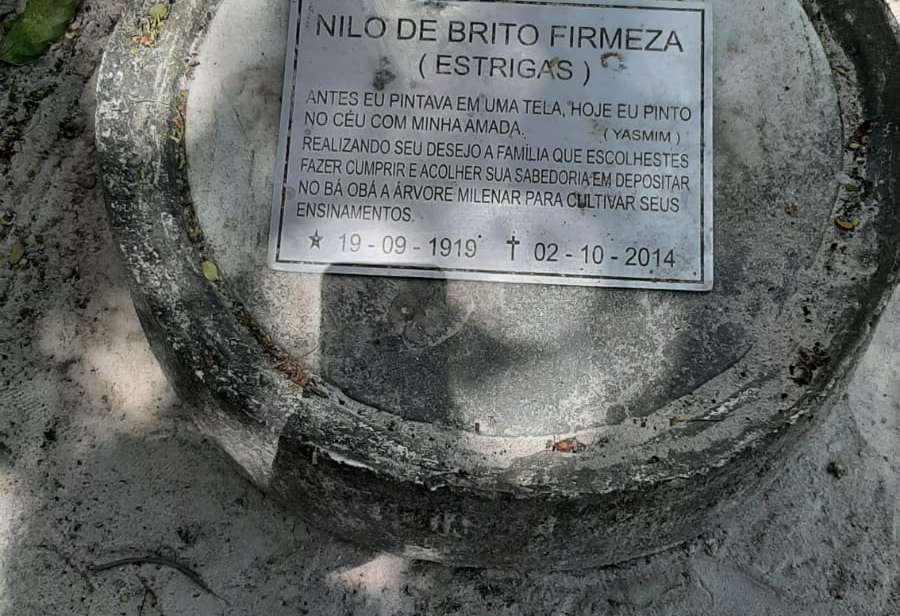 NILO DE BRITO FIRMEZA
( ESTRIGAS )
ANTES EU PINTAVA EM UMA TELA, HOJE EU PINTO
NO CÉU COM MINHA AMADA. ( YASMIM )
REALIZANDO SEU DESEJO A FAMÍLIA QUE ESCOLHESTES
FAZER CUMPRIR E ACOLHER SUA SABEDORIA EM DEPOSITAR
NO BÁ OBÁ A ÁRVORE MILENAR PARA CULTIVAR SEUS
ENSINAMENTOS.
19 - 09 - 1919 02 - 10 - 2014